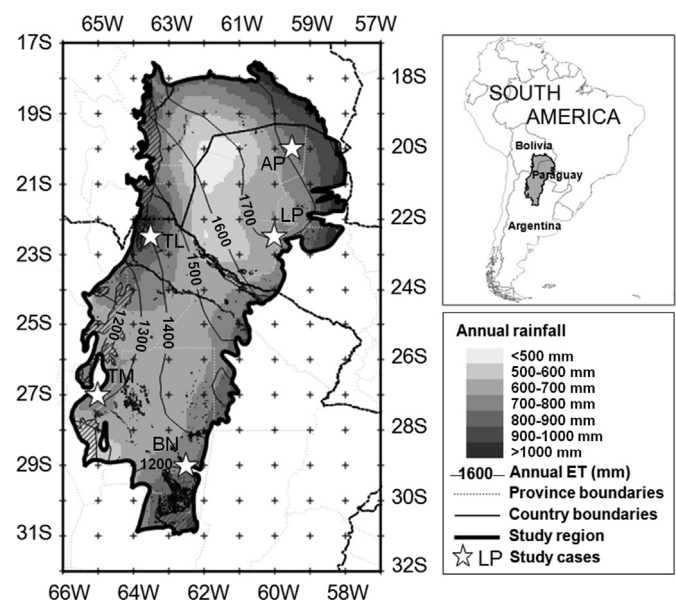 65W 63W 61W 59W 57W
17S
18S
19S
20S
21S
22S
23S
24S
25S
26S
27S
28S
29S
30S
31S
32S
66W 64W 62W 60W 58W
AP
LP
TL
TM
BN
1700
1600
1500
1400
1300
1200
1200
SOUTH
AMERICA
Bolivia
Paraguay
Argentina
Annual rainfall
<500 mm
500-600 mm
600-700 mm
700-800 mm
800-900 mm
900-1000 mm
>1000 mm
1600 Annual ET (mm)
Province boundaries
Country boundaries
Study region
LP Study cases